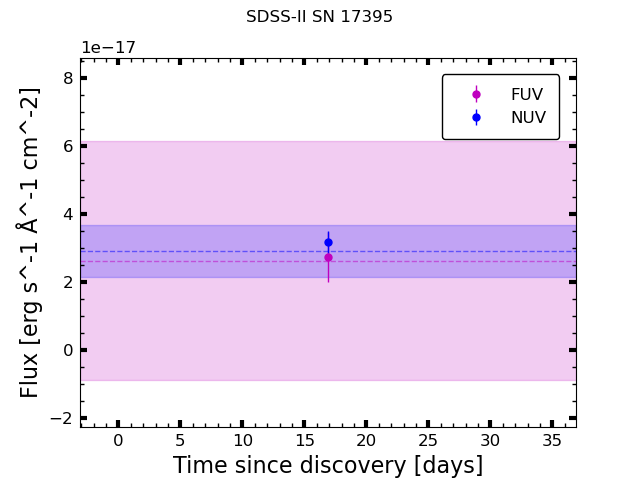 SDSS-II SN 17395
1e−17
8
6
4
2
0
−2
Flux [erg s^-1 Å^-1 cm^-2]
FUV
NUV
0 5 10 15 20 25 30 35
Time since discovery [days]